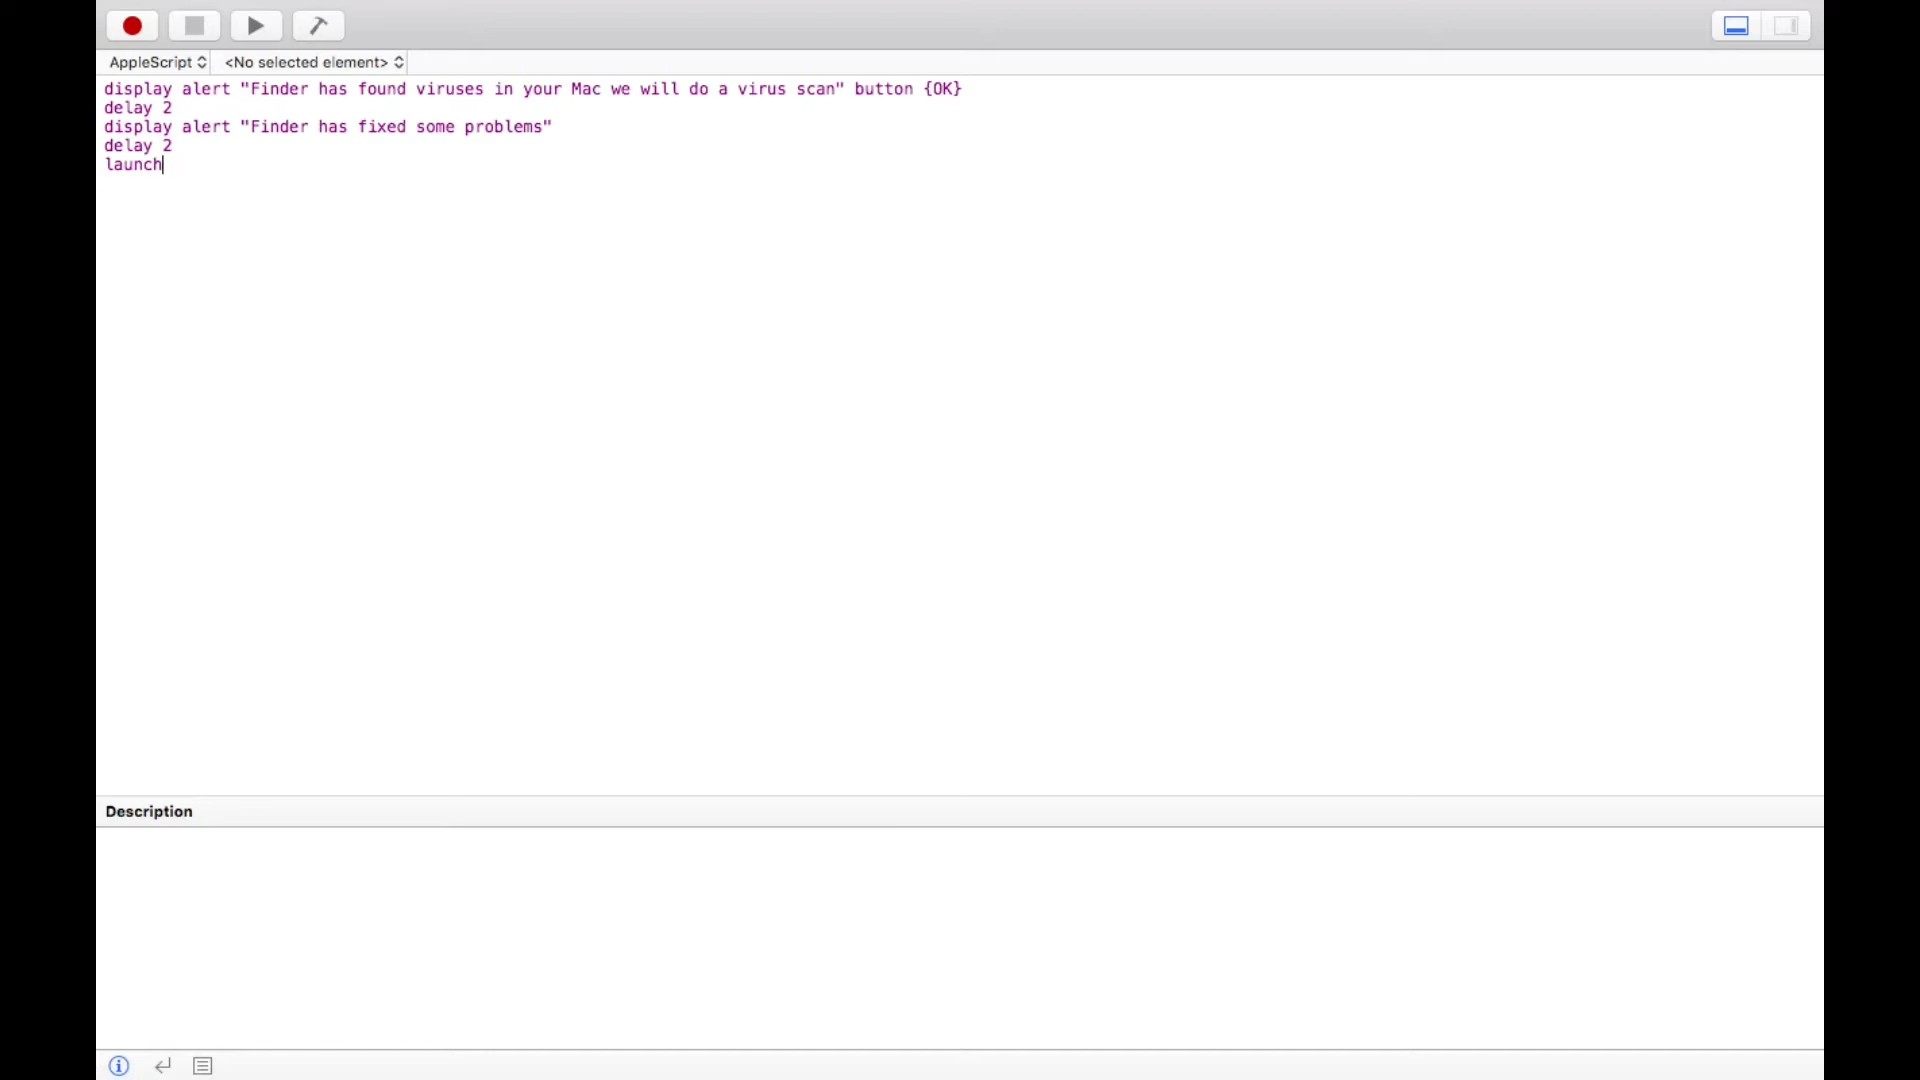 AppleScript <No selected element>
display alert "Finder has found viruses in your Mac we will do a virus scan" button {OK}
delay 2
display alert "Finder has fixed some problems"
delay 2
launch
Description